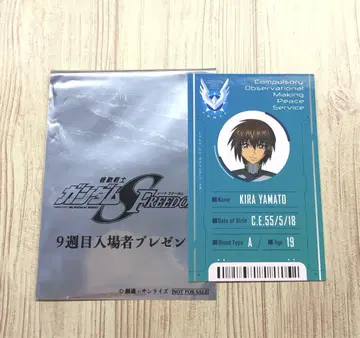 機動戦士
ガンダムSEED FREEDOM
9週目入場者プレゼン
©創通・サンライズ NOT FOR SALE
Compulsory
Observational
Making
Peace
Service
Name KIRA YAMATO
Date of Birth C.E.55/5/18
Blood Type A / Age 19